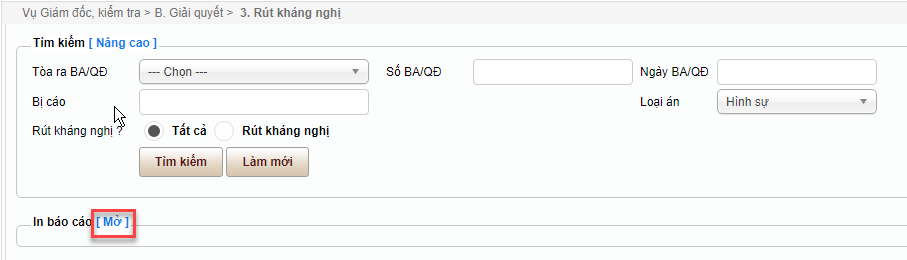 Vụ Giám đốc, kiểm tra > B. Giải quyết > 3. Rút kháng nghị
Tìm kiếm [ Nâng cao ]
Tòa ra BA/QĐ --- Chọn --- Số BA/QĐ Ngày BA/QĐ
Bị cáo Loại án Hình sự
Rút kháng nghị ? Tất cả Rút kháng nghị
Tìm kiếm Làm mới
In báo cáo [ Mở ]